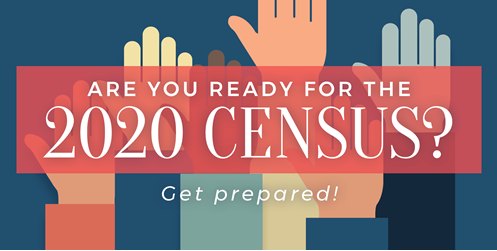 ARE YOU READY FOR THE
2020 CENSUS?
Get prepared!